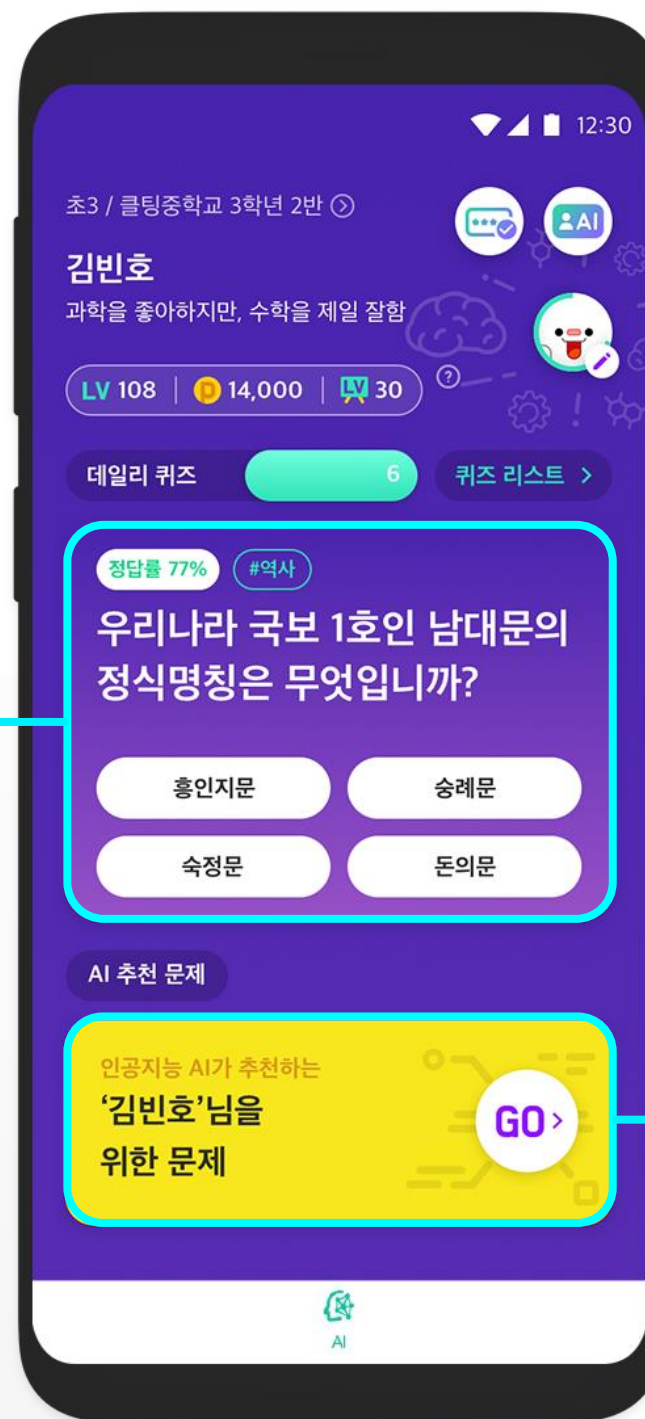 12:30
초3 / 클팅중학교 3학년 2반
AI
김빈호
과학을 좋아하지만, 수학을 제일 잘함
LV 108 | P 14,000 | LV 30 ?
데일리 퀴즈 6 퀴즈 리스트 >
정답률 77% #역사
우리나라 국보 1호인 남대문의
정식명칭은 무엇입니까?
흥인지문 숭례문
숙정문 돈의문
AI 추천 문제
인공지능 AI가 추천하는
‘김빈호’님을
위한 문제
GO >
AI